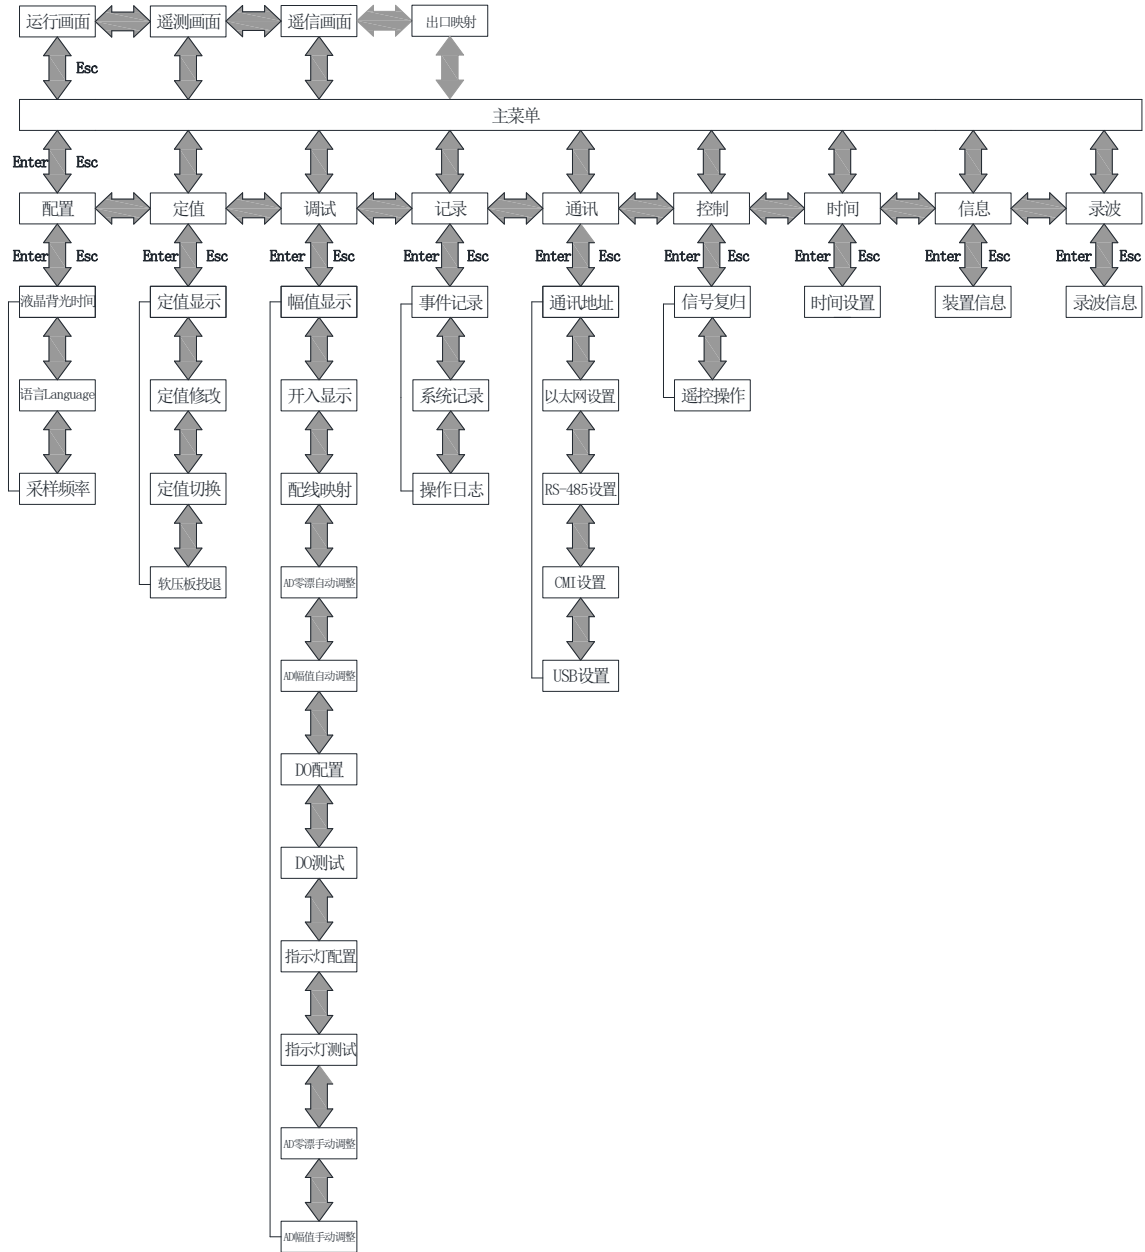 运行画面 遥测画面 遥信画面 出口映射
Esc
主菜单
Enter Esc
配置 定值 调试 记录 通讯 控制 时间 信息 录波
Enter Esc Enter Esc Enter Esc Enter Esc Enter Esc Enter Esc Enter Esc Enter Esc Enter Esc
液晶背光时间 定值显示 幅值显示 事件记录 通讯地址 信号复归 时间设置 装置信息 录波信息
语言Language 定值修改 开入显示 系统记录 以太网设置 遥控操作
采样频率 定值切换 配线映射 操作日志 RS-485设置
软压板投退 AD零漂自动调整 CMI设置
AD幅值自动调整 USB设置
DO配置
DO测试
指示灯配置
指示灯测试
AD零漂手动调整
AD幅值手动调整